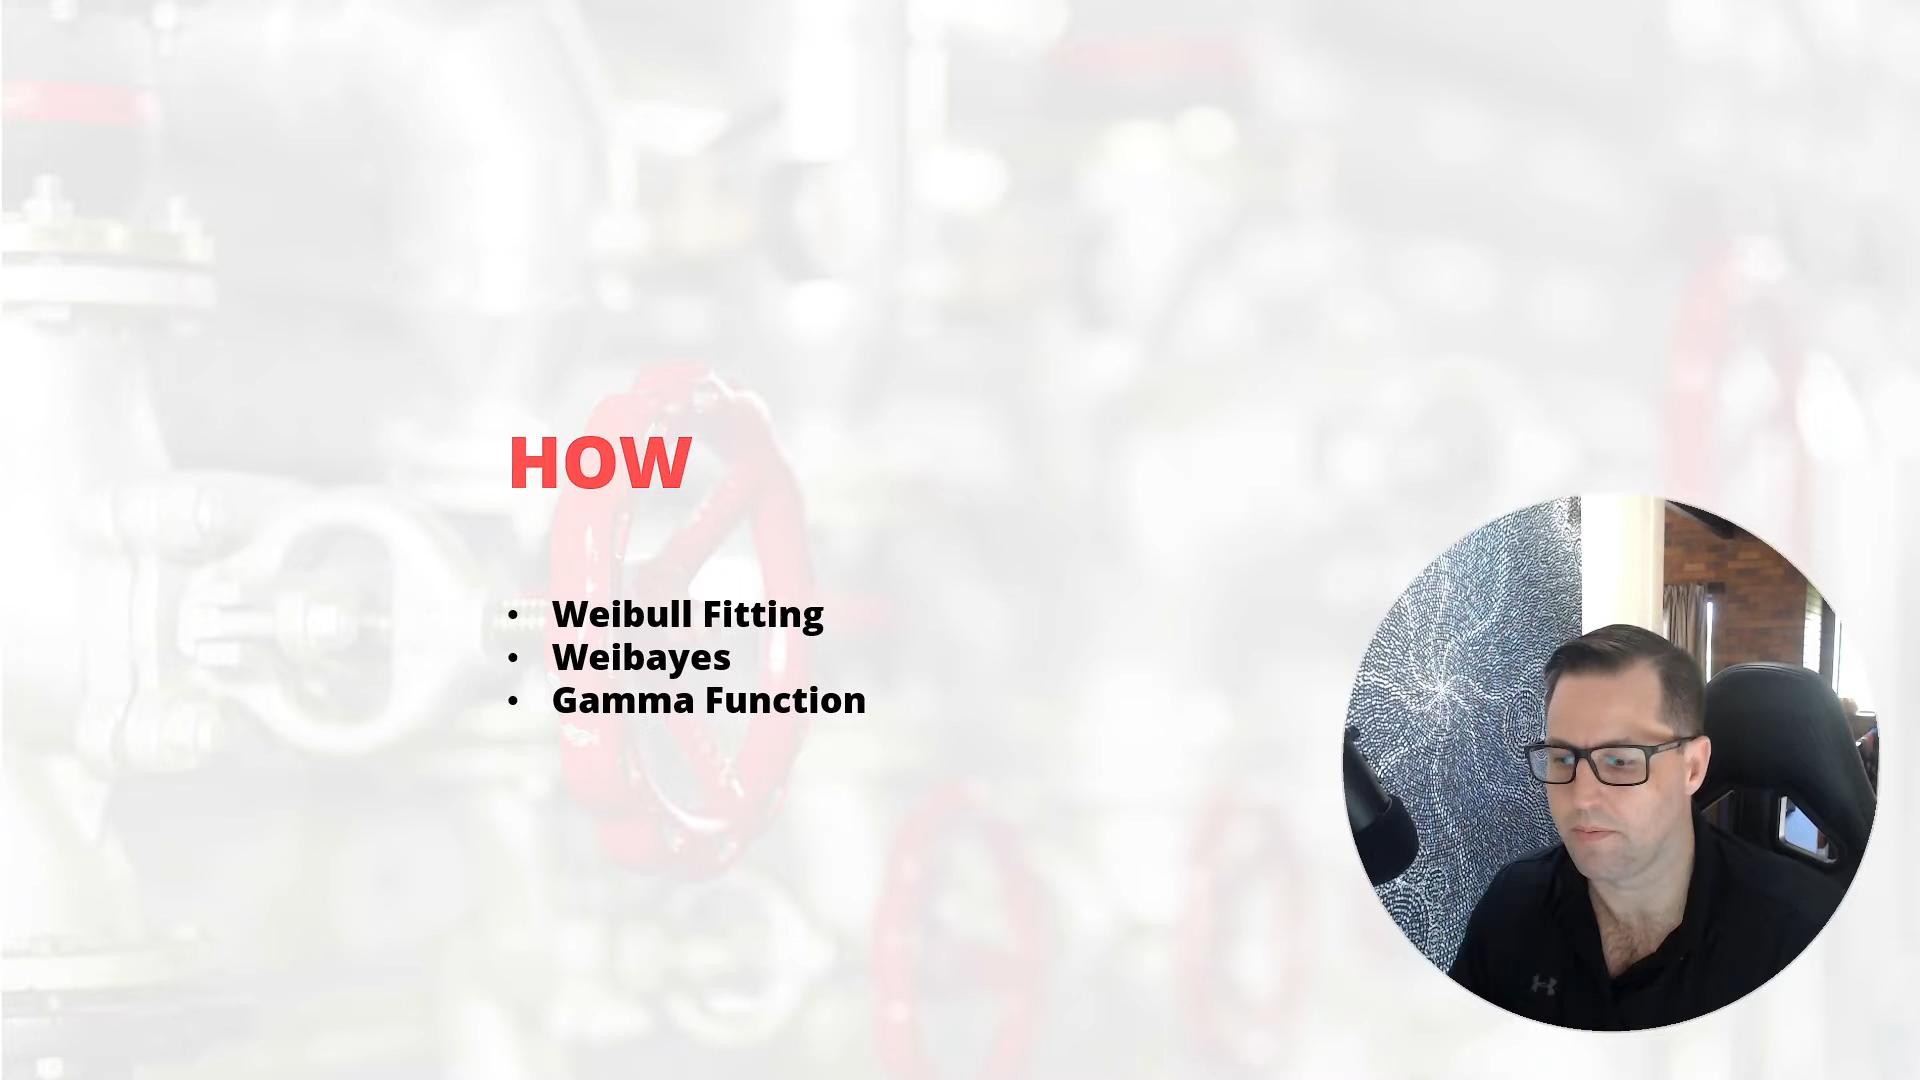 HOW
• Weibull Fitting
• Weibayes
• Gamma Function